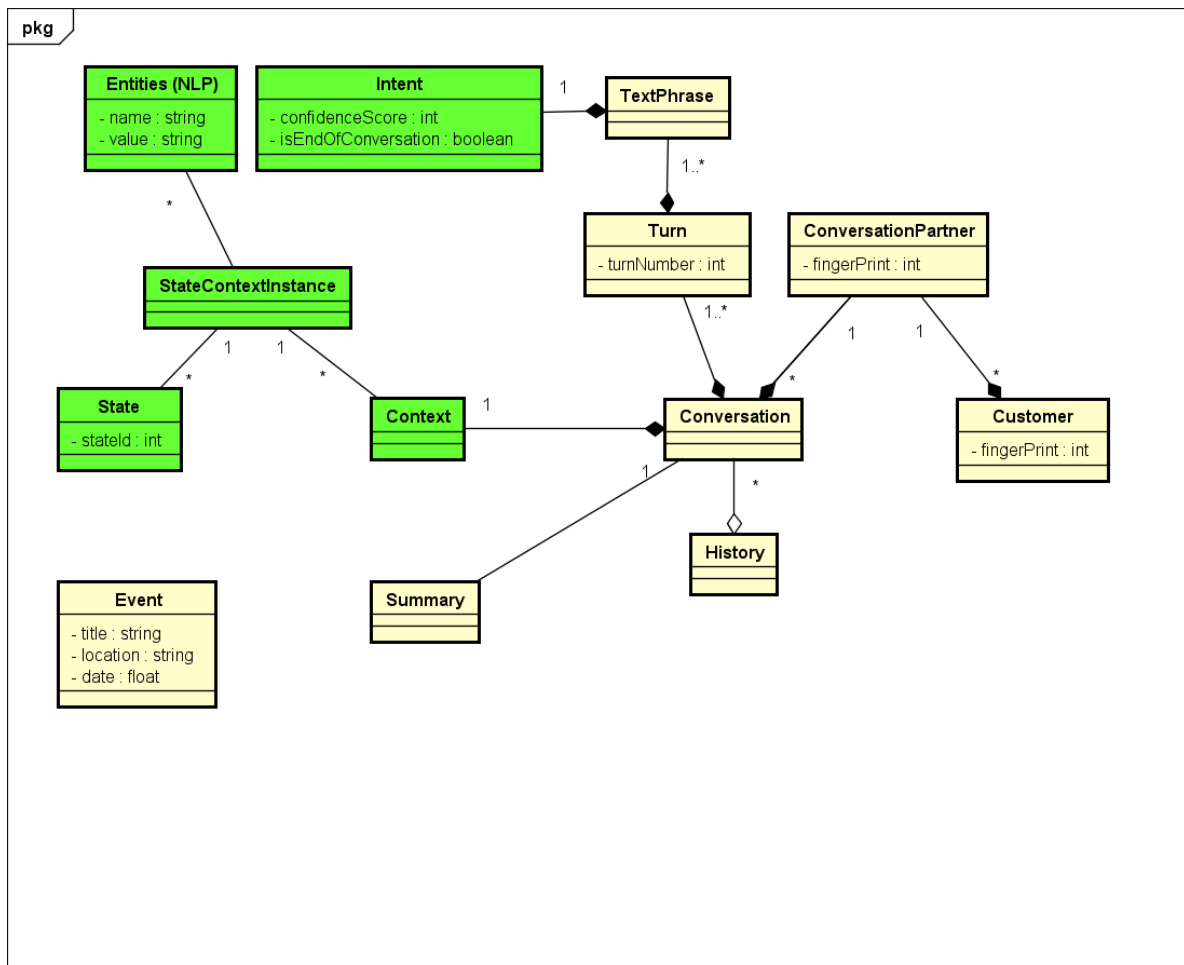 pkg
Entities (NLP)
- name : string
- value : string
Intent
- confidenceScore : int
- isEndOfConversation : boolean
1
TextPhrase
1..*
*
Turn
- turnNumber : int
ConversationPartner
- fingerPrint : int
StateContextInstance
1..*
1
1
1
1
*
*
*
*
State
- stateId : int
Context
1
Conversation
Customer
- fingerPrint : int
1
*
History
Event
- title : string
- location : string
- date : float
Summary